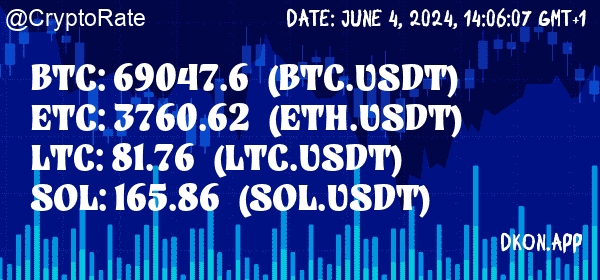 @CryptoRate
DATE: JUNE 4, 2024, 14:06:07 GMT+1
BTC: 69047.6 (BTC.USDT)
ETC: 3760.62 (ETH.USDT)
LTC: 81.76 (LTC.USDT)
SOL: 165.86 (SOL.USDT)
DKON.APP